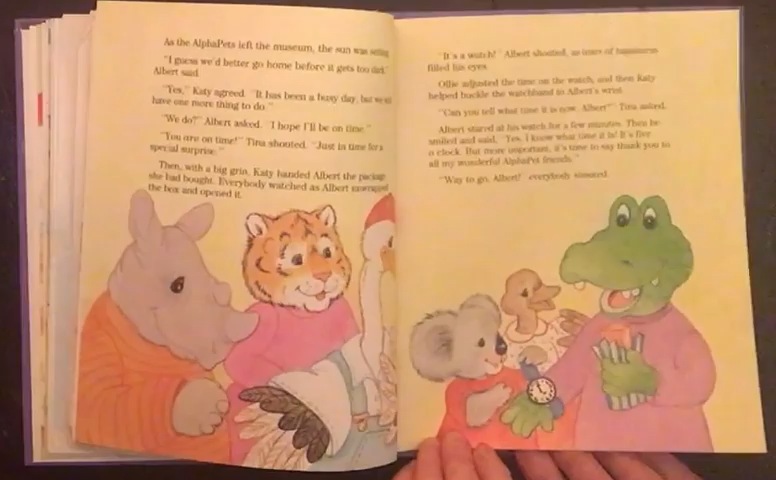 As the AlphaPets left the museum, the sun was setting.
"I guess we'd better go home before it gets too dark,"
Albert said.
"Yes," Katy agreed. "It has been a busy day, but we still
have one more thing to do."
"We do?" Albert asked. "I hope I'll be on time."
"You are on time!" Tina shouted. "Just in time for a
special surprise."
Then, with a big grin, Katy handed Albert the package
she had bought. Everybody watched as Albert unwrapped
the box and opened it.
"It's a watch!" Albert shouted, as tears of happiness
filled his eyes.
Ollie adjusted the time on the watch, and then Katy
helped buckle the watchband to Albert's wrist.
"Can you tell what time it is now, Albert?" Tina asked.
Albert stared at his watch for a few minutes. Then he
smiled and said, "Yes, I know what time it is! It's five
o'clock. But more important, it's time to say thank you to
all my wonderful AlphaPet friends."
"Way to go, Albert!" everybody